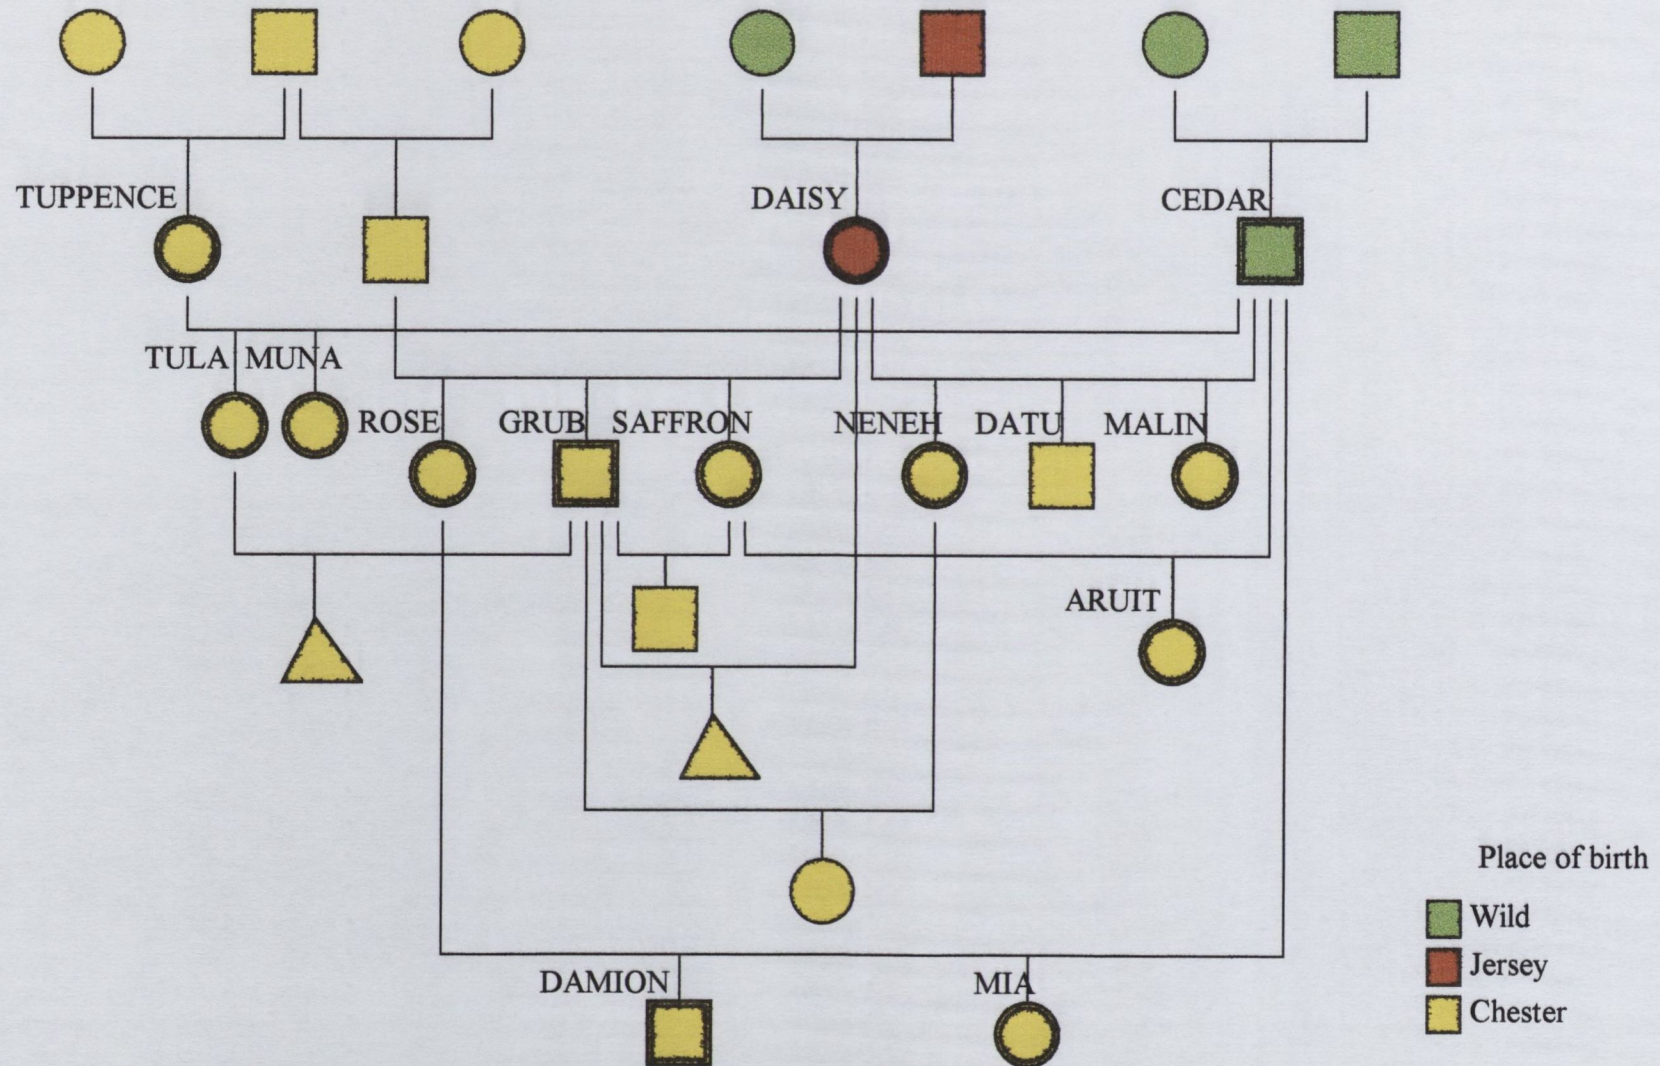 TUPPENCE
DAISY
CEDAR
TULA MUNA
ROSE GRUB SAFFRON NENEH DATU MALIN
ARUIT
DAMION MIA
Place of birth
Wild
Jersey
Chester